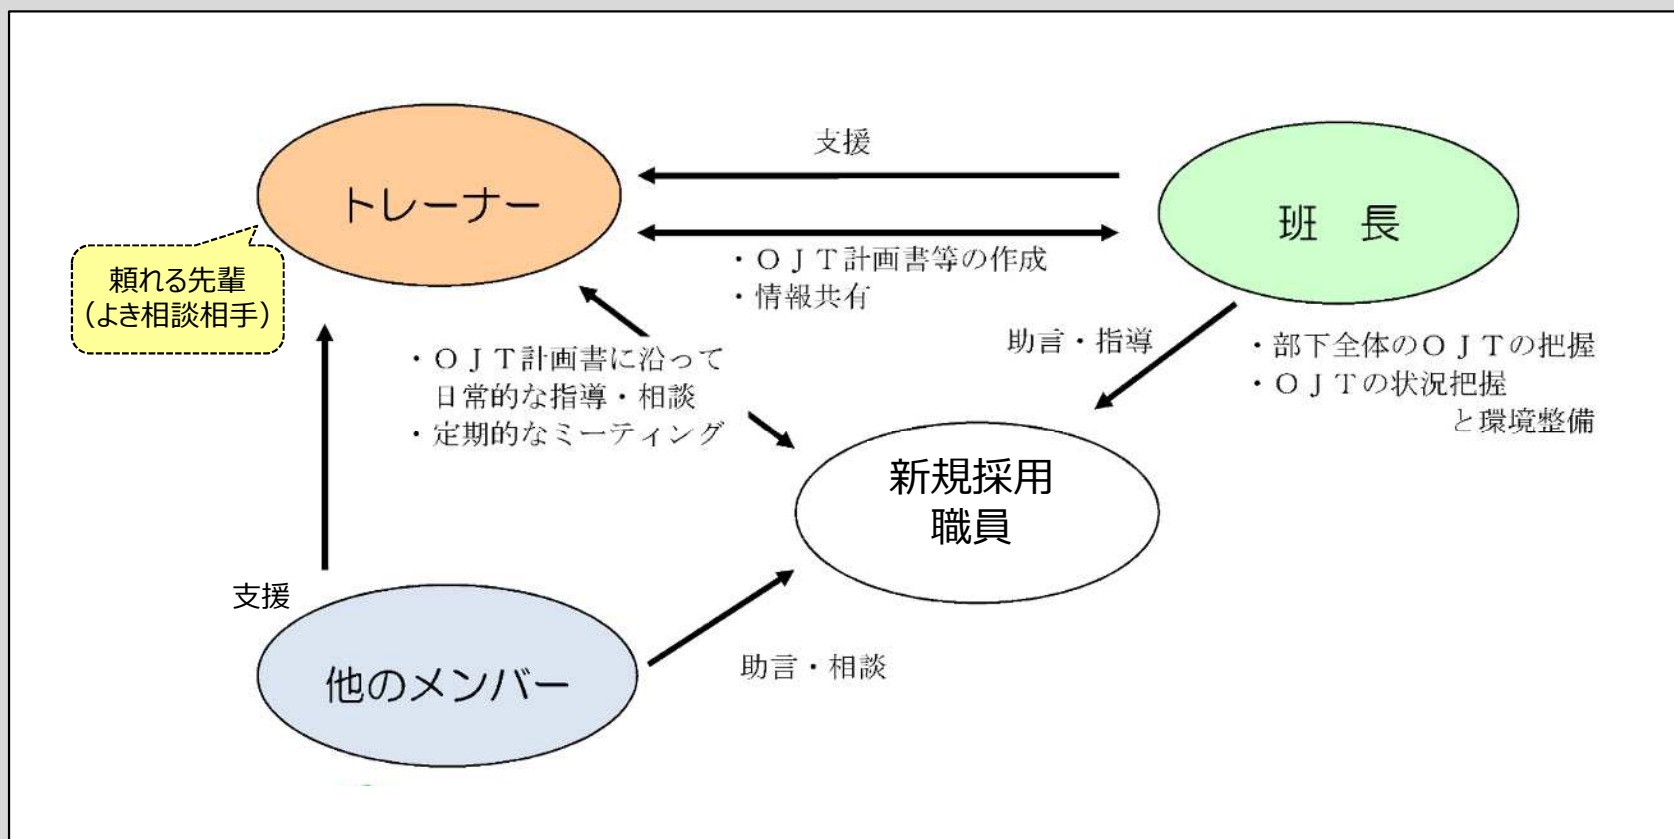 支援
トレーナー
班　長
頼れる先輩
（よき相談相手）
・ＯＪＴ計画書等の作成
・情報共有
助言・指導
・部下全体のＯＪＴの把握
・ＯＪＴの状況把握
と環境整備
・ＯＪＴ計画書に沿って
日常的な指導・相談
・定期的なミーティング
新規採用
職員
支援
他のメンバー
助言・相談